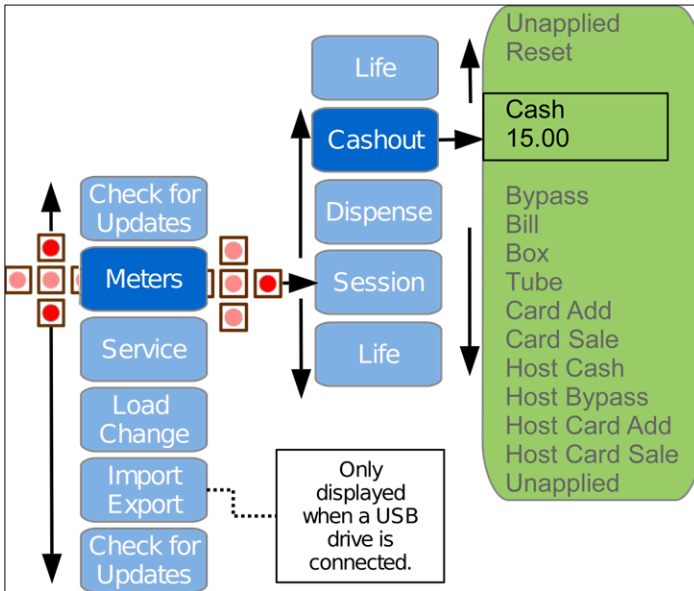 Check for
Updates
Meters
Service
Load
Change
Import
Export
Check for
Updates
Life
Cashout
Dispense
Session
Life
Only
displayed
when a USB
drive is
connected.
Unapplied
Reset
Cash
15.00
Bypass
Bill
Box
Tube
Card Add
Card Sale
Host Cash
Host Bypass
Host Card Add
Host Card Sale
Unapplied